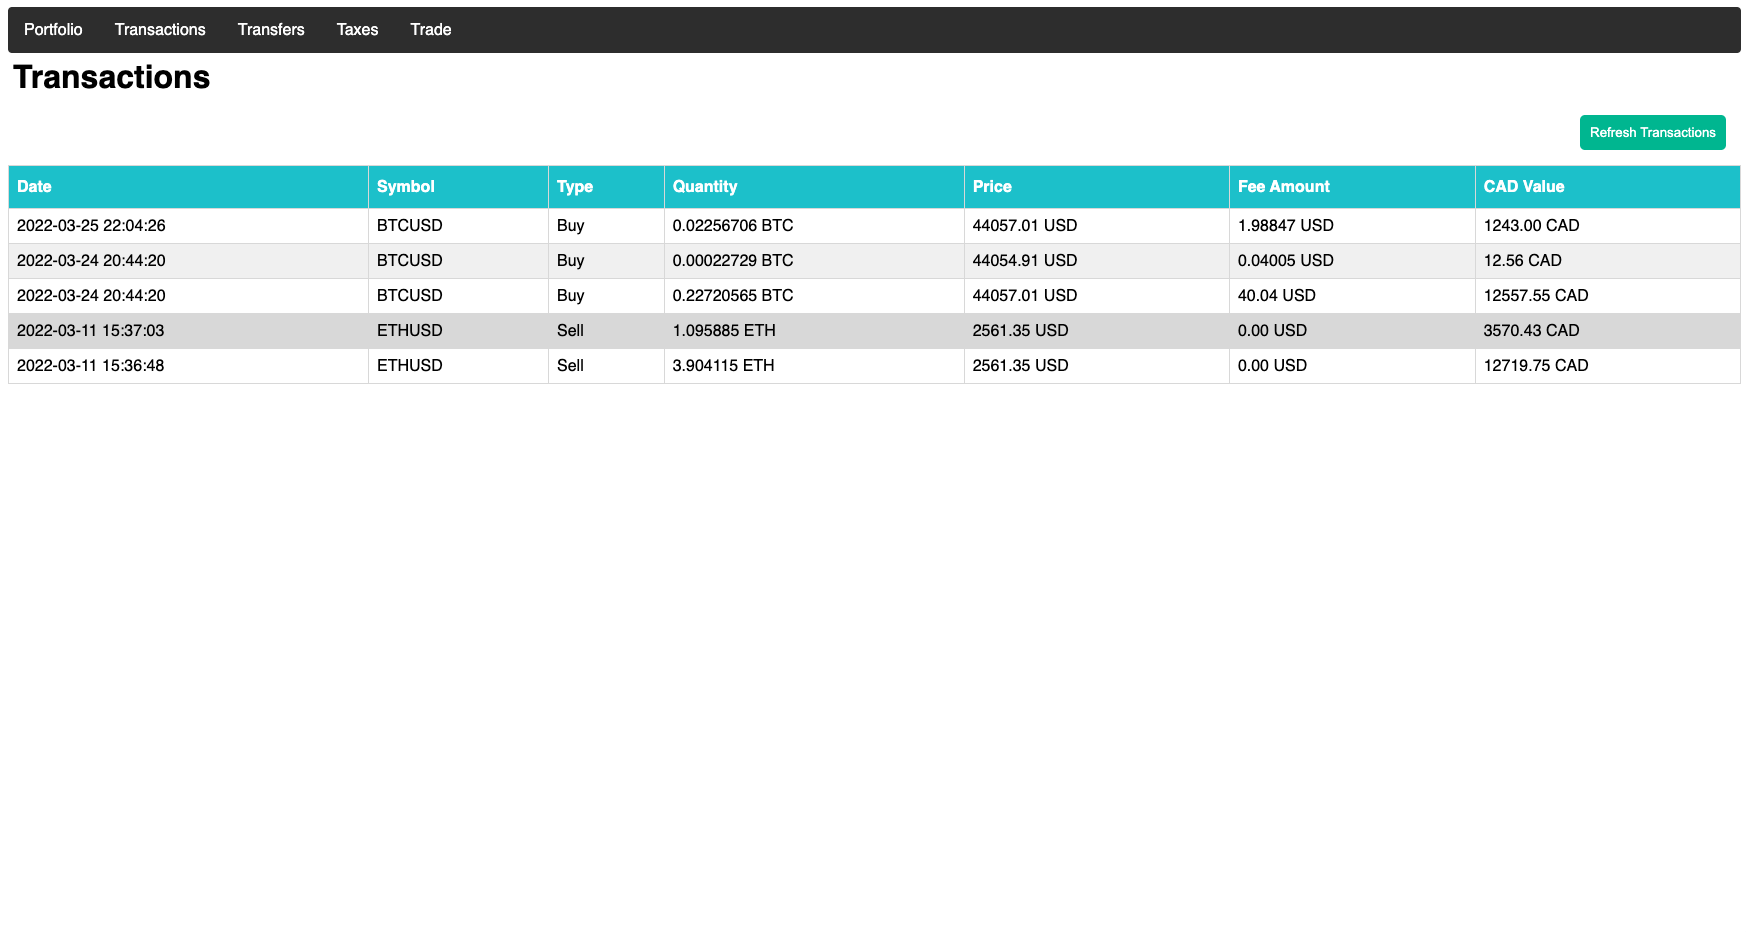 Portfolio Transactions Transfers Taxes Trade
Transactions
Refresh Transactions
Date Symbol Type Quantity Price Fee Amount CAD Value
2022-03-25 22:04:26 BTCUSD Buy 0.02256706 BTC 44057.01 USD 1.98847 USD 1243.00 CAD
2022-03-24 20:44:20 BTCUSD Buy 0.00022729 BTC 44054.91 USD 0.04005 USD 12.56 CAD
2022-03-24 20:44:20 BTCUSD Buy 0.22720565 BTC 44057.01 USD 40.04 USD 12557.55 CAD
2022-03-11 15:37:03 ETHUSD Sell 1.095885 ETH 2561.35 USD 0.00 USD 3570.43 CAD
2022-03-11 15:36:48 ETHUSD Sell 3.904115 ETH 2561.35 USD 0.00 USD 12719.75 CAD